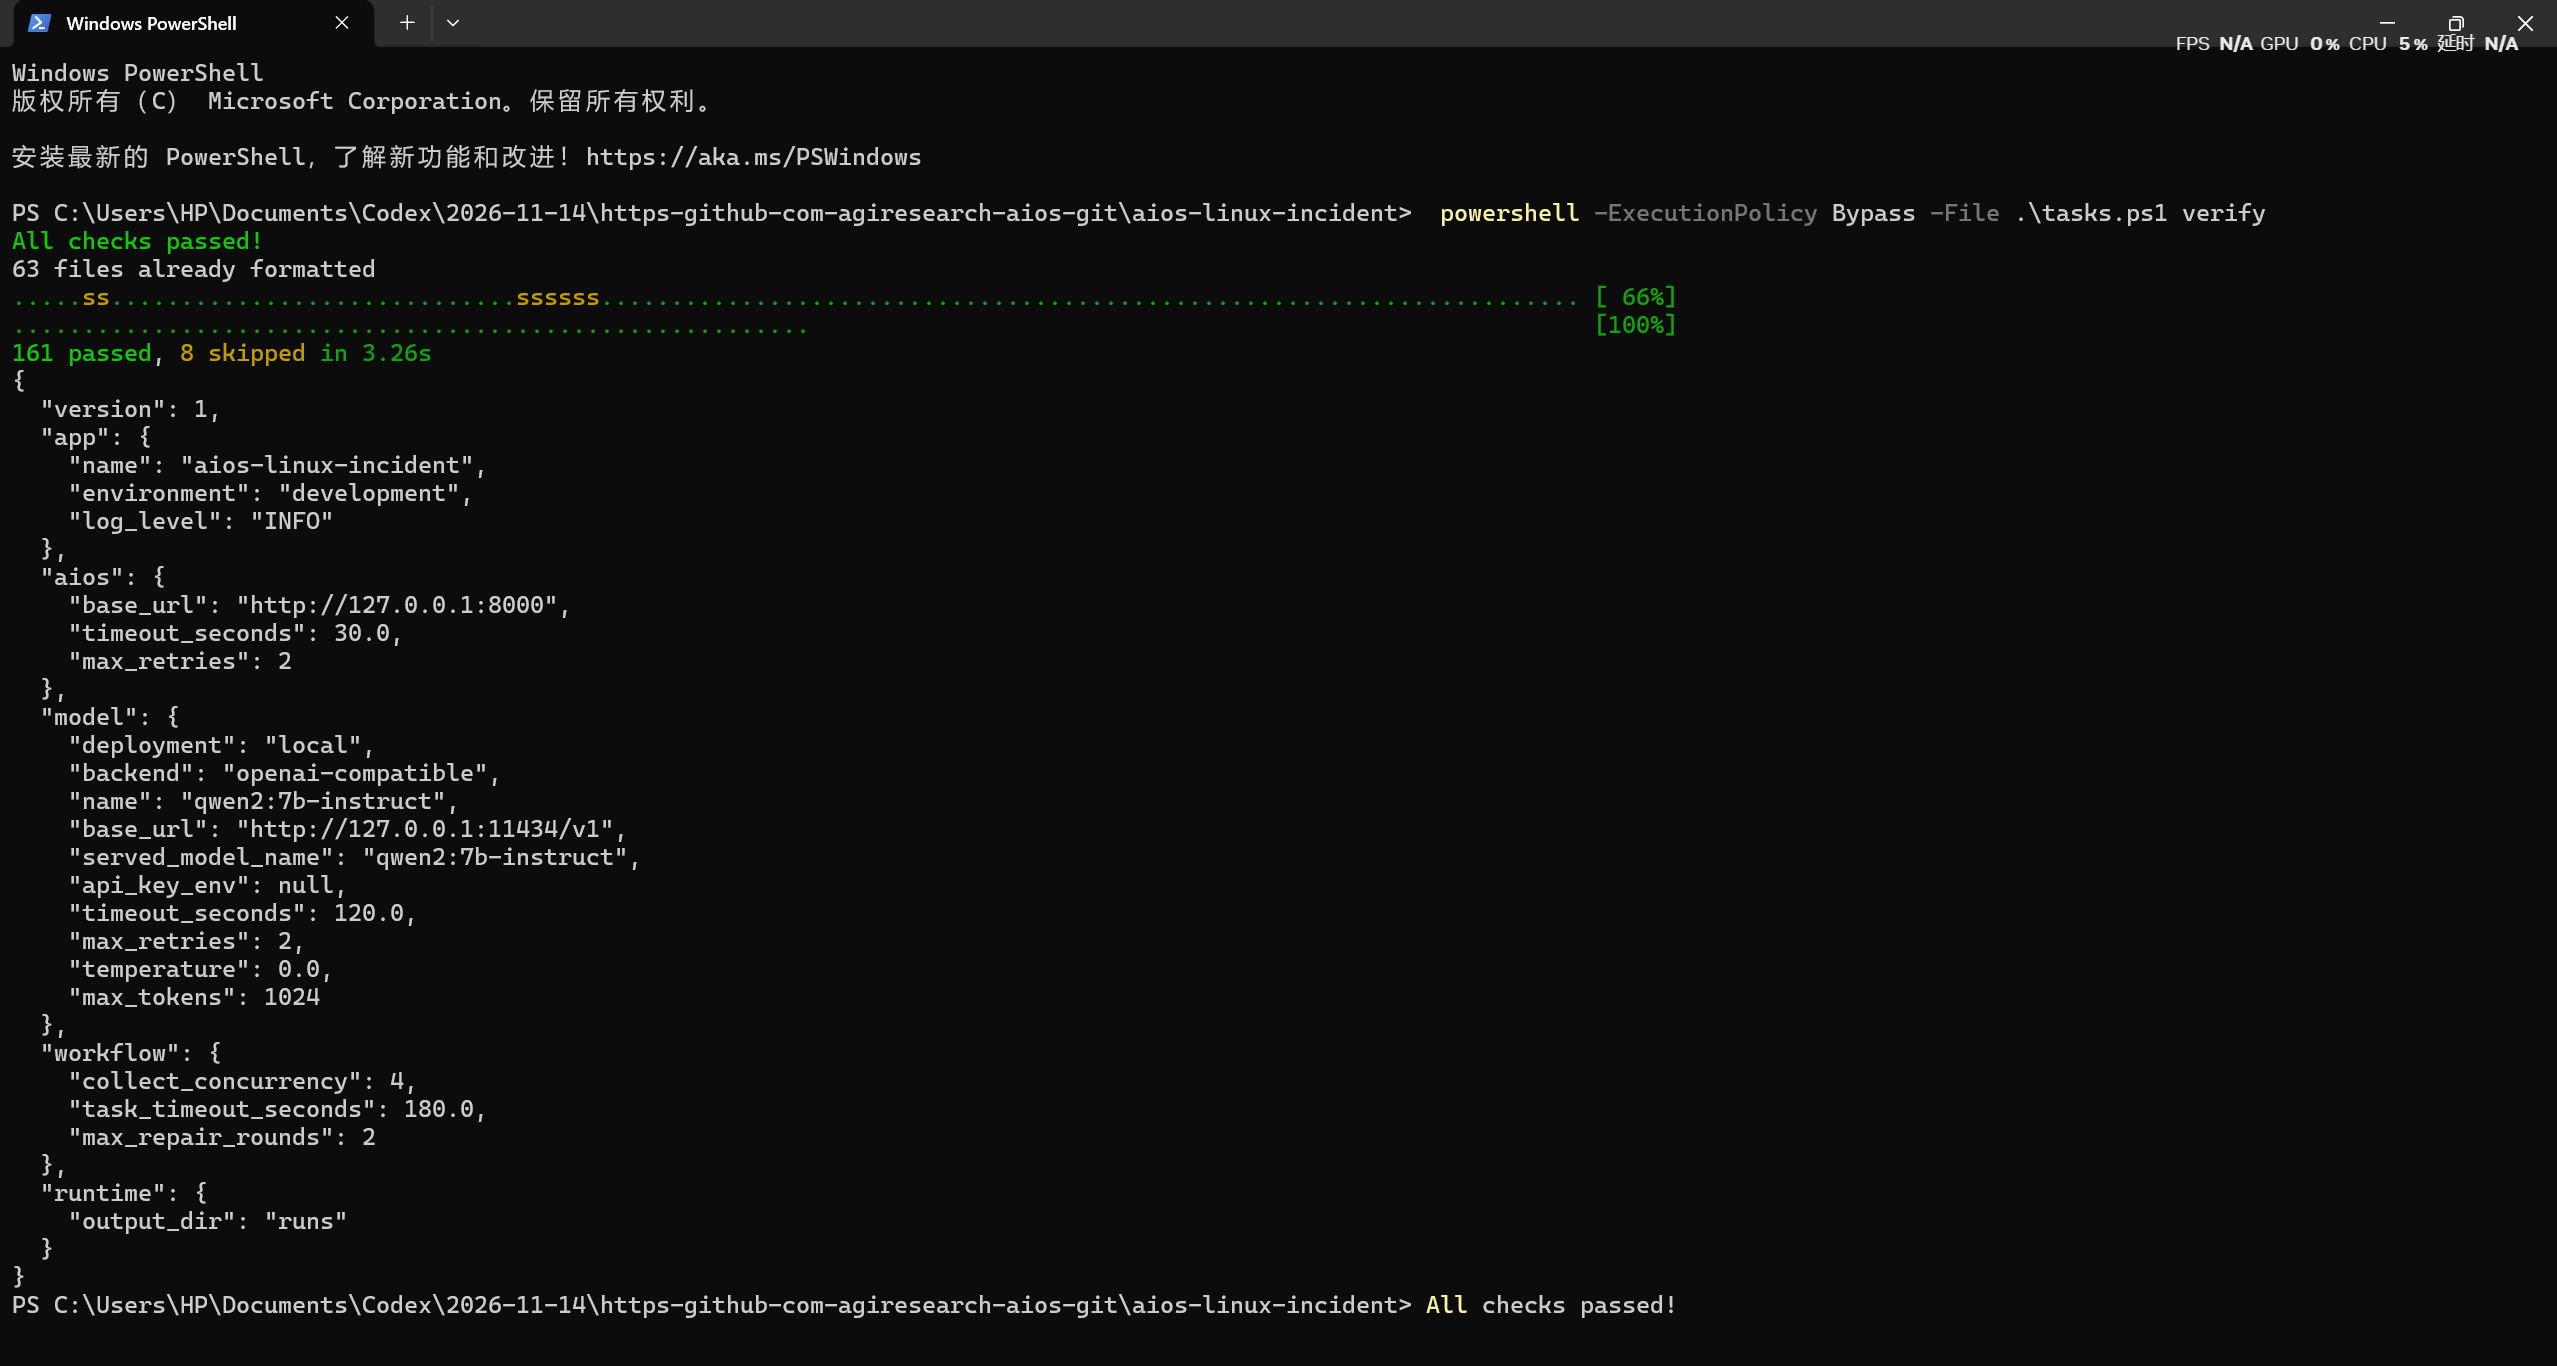 Windows PowerShell
FPS N/A GPU 0% CPU 5% 延时 N/A
Windows PowerShell
版权所有（C） Microsoft Corporation。保留所有权利。
安装最新的 PowerShell，了解新功能和改进！https://aka.ms/PSWindows
PS C:\Users\HP\Documents\Codex\2026-11-14\https-github-com-agiresearch-aios-git\aios-linux-incident>  powershell -ExecutionPolicy Bypass -File .\tasks.ps1 verify
All checks passed!
63 files already formatted
.....ss.............................ssssss...................................................................... [ 66%]
.........................................................                                                        [100%]
161 passed, 8 skipped in 3.26s
{
  "version": 1,
  "app": {
    "name": "aios-linux-incident",
    "environment": "development",
    "log_level": "INFO"
  },
  "aios": {
    "base_url": "http://127.0.0.1:8000",
    "timeout_seconds": 30.0,
    "max_retries": 2
  },
  "model": {
    "deployment": "local",
    "backend": "openai-compatible",
    "name": "qwen2:7b-instruct",
    "base_url": "http://127.0.0.1:11434/v1",
    "served_model_name": "qwen2:7b-instruct",
    "api_key_env": null,
    "timeout_seconds": 120.0,
    "max_retries": 2,
    "temperature": 0.0,
    "max_tokens": 1024
  },
  "workflow": {
    "collect_concurrency": 4,
    "task_timeout_seconds": 180.0,
    "max_repair_rounds": 2
  },
  "runtime": {
    "output_dir": "runs"
  }
}
PS C:\Users\HP\Documents\Codex\2026-11-14\https-github-com-agiresearch-aios-git\aios-linux-incident> All checks passed!